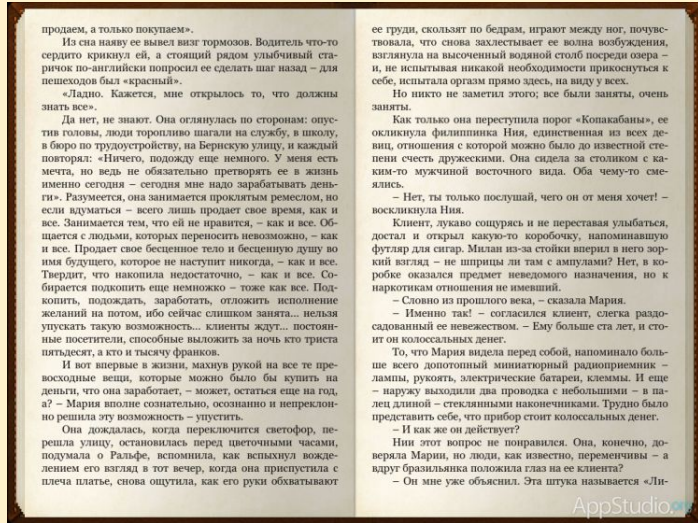 продаем, а только покупаем».
Из сна наяву ее вывел визг тормозов. Водитель что-то
сердито крикнул ей, а стоящий рядом улыбчивый ста-
ричок по-английски попросил ее сделать шаг назад – для
пешеходов был «красный».
«Ладно. Кажется, мне открылось то, что должны
знать все».
Да нет, не знают. Она оглянулась по сторонам: опус-
тив головы, люди торопливо шагали на службу, в школу,
в бюро по трудоустройству, на Бернскую улицу, и каждый
повторял: «Ничего, подожду еще немного. У меня есть
мечта, но ведь не обязательно претворять ее в жизнь
именно сегодня – сегодня мне надо зарабатывать день-
ги». Разумеется, она занимается проклятым ремеслом, но
если вдуматься – всего лишь продает свое время, как и
все. Занимается тем, что ей не нравится, – как и все. Об-
щается с людьми, которых переносить невозможно, – как
и все. Продает свое бесценное тело и бесценную душу во
имя будущего, которое не наступит никогда, – как и все.
Твердит, что накопила недостаточно, – как и все. Со-
бирается подкопить еще немножко – тоже как все. Под-
копить, подождать, заработать, отложить исполнение
желаний на потом, ибо сейчас слишком занята... нельзя
упускать такую возможность... клиенты ждут... постоян-
ные посетители, способные выложить за ночь кто триста
пятьдесят, а кто и тысячу франков.
И вот впервые в жизни, махнув рукой на все те пре-
восходные вещи, которые можно было бы купить на
деньги, что она заработает, – может, остаться еще на год,
а? – Мария вполне сознательно, осознанно и непреклон-
но решила эту возможность – упустить.
Она дождалась, когда переключится светофор, пе-
решла улицу, остановилась перед цветочными часами,
подумала о Ральфе, вспомнила, как вспыхнул вожде-
лением его взгляд в тот вечер, когда она приспустила с
плеча платье, снова ощутила, как его руки обхватывают
ее груди, скользят по бедрам, играют между ног, почувс-
твовала, что снова захлестывает ее волна возбуждения,
взглянула на высоченный водяной столб посреди озера –
и, не испытывая никакой необходимости прикоснуться к
себе, испытала оргазм прямо здесь, на виду у всех.
Но никто не заметил этого; все были заняты, очень
заняты.
Как только она переступила порог «Копакабаны», ее
окликнула филиппинка Ния, единственная из всех де-
виц, отношения с которой можно было до известной сте-
пени счесть дружескими. Она сидела за столиком с ка-
ким-то мужчиной восточного вида. Оба чему-то сме-
ялись.
– Нет, ты только послушай, чего он от меня хочет! –
воскликнула Ния.
Клиент, лукаво сощурясь и не переставая улыбаться,
достал и открыл какую-то коробочку, напоминавшую
футляр для сигар. Милан из-за стойки вперил в него зор-
кий взгляд – не шприцы ли там с ампулами? Нет, в ко-
робке оказался предмет неведомого назначения, но к
наркотикам отношения не имевший.
– Словно из прошлого века, – сказала Мария.
– Именно так! – согласился клиент, слегка раздо-
садованный ее невежеством. – Ему больше ста лет, и сто-
ит он колоссальных денег.
То, что Мария видела перед собой, напоминало боль-
ше всего допотопный миниатюрный радиоприемник –
лампы, рукоять, электрические батареи, клеммы. И еще
– наружу выходили два проводка с небольшими – в па-
лец длиной – стеклянными наконечниками. Трудно было
представить себе, что прибор стоит колоссальных денег.
– И как же он действует?
Нии этот вопрос не понравился. Она, конечно, до-
веряла Марии, но люди, как известно, переменчивы – а
вдруг бразильянка положила глаз на ее клиента?
– Он мне уже объяснил. Эта штука называется «Ли-
AppStudio.org